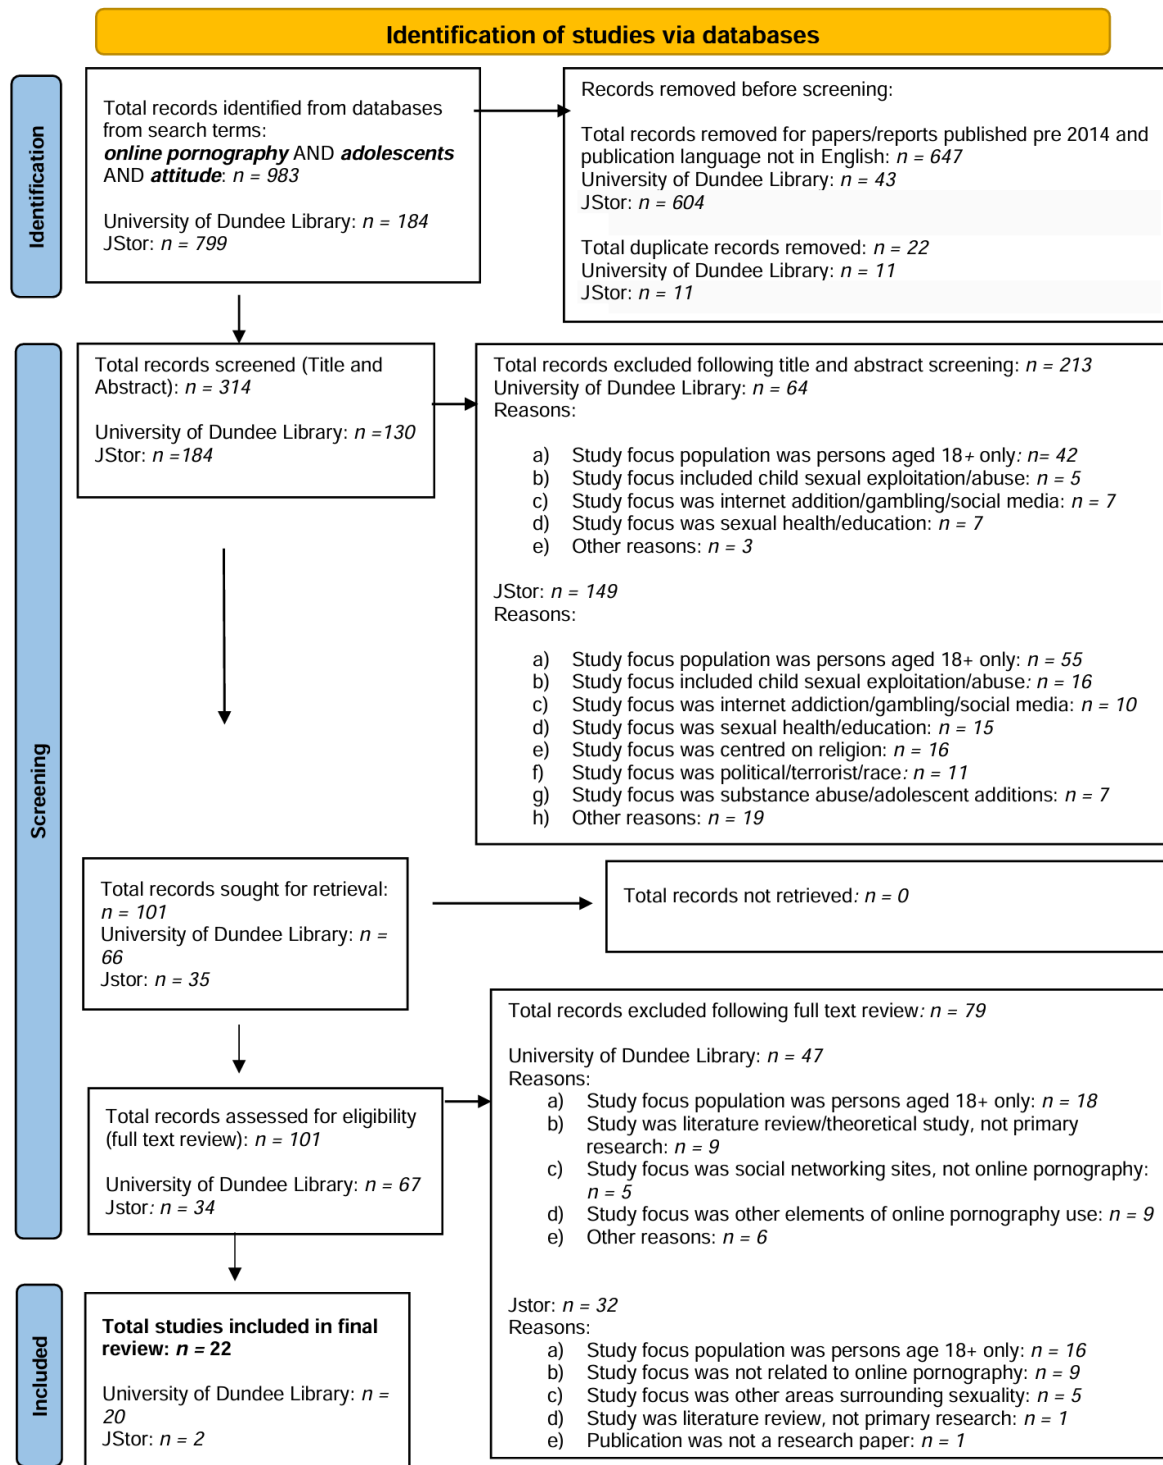 Identification of studies via databases
Identification
Total records identified from databases
from search terms:
online pornography AND adolescents
AND attitude: n = 983
University of Dundee Library: n = 184
JStor: n = 799
Records removed before screening:
Total records removed for papers/reports published pre 2014 and
publication language not in English: n = 647
University of Dundee Library: n = 43
JStor: n = 604
Total duplicate records removed: n = 22
University of Dundee Library: n = 11
JStor: n = 11
Screening
Total records screened (Title and
Abstract): n = 314
University of Dundee Library: n =130
JStor: n =184
Total records excluded following title and abstract screening: n = 213
University of Dundee Library: n = 64
Reasons:
a) Study focus population was persons aged 18+ only: n= 42
b) Study focus included child sexual exploitation/abuse: n = 5
c) Study focus was internet addition/gambling/social media: n = 7
d) Study focus was sexual health/education: n = 7
e) Other reasons: n = 3
JStor: n = 149
Reasons:
a) Study focus population was persons aged 18+ only: n = 55
b) Study focus included child sexual exploitation/abuse: n = 16
c) Study focus was internet addiction/gambling/social media: n = 10
d) Study focus was sexual health/education: n = 15
e) Study focus was centred on religion: n = 16
f) Study focus was political/terrorist/race: n = 11
g) Study focus was substance abuse/adolescent additions: n = 7
h) Other reasons: n = 19
Total records sought for retrieval:
n = 101
University of Dundee Library: n =
66
Jstor: n = 35
Total records not retrieved: n = 0
Total records assessed for eligibility
(full text review): n = 101
University of Dundee Library: n = 67
Jstor: n = 34
Total records excluded following full text review: n = 79
University of Dundee Library: n = 47
Reasons:
a) Study focus population was persons aged 18+ only: n = 18
b) Study was literature review/theoretical study, not primary
research: n = 9
c) Study focus was social networking sites, not online pornography:
n = 5
d) Study focus was other elements of online pornography use: n = 9
e) Other reasons: n = 6
Jstor: n = 32
Reasons:
a) Study focus population was persons age 18+ only: n = 16
b) Study focus was not related to online pornography: n = 9
c) Study focus was other areas surrounding sexuality: n = 5
d) Study was literature review, not primary research: n = 1
e) Publication was not a research paper: n = 1
Included
Total studies included in final
review: n = 22
University of Dundee Library: n =
20
JStor: n = 2